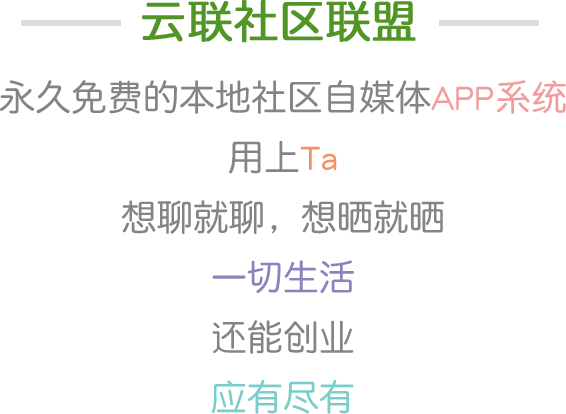 云联社区联盟
永久免费的本地社区自媒体APP系统
用上Ta
想聊就聊，想晒就晒
一切生活
还能创业
应有尽有